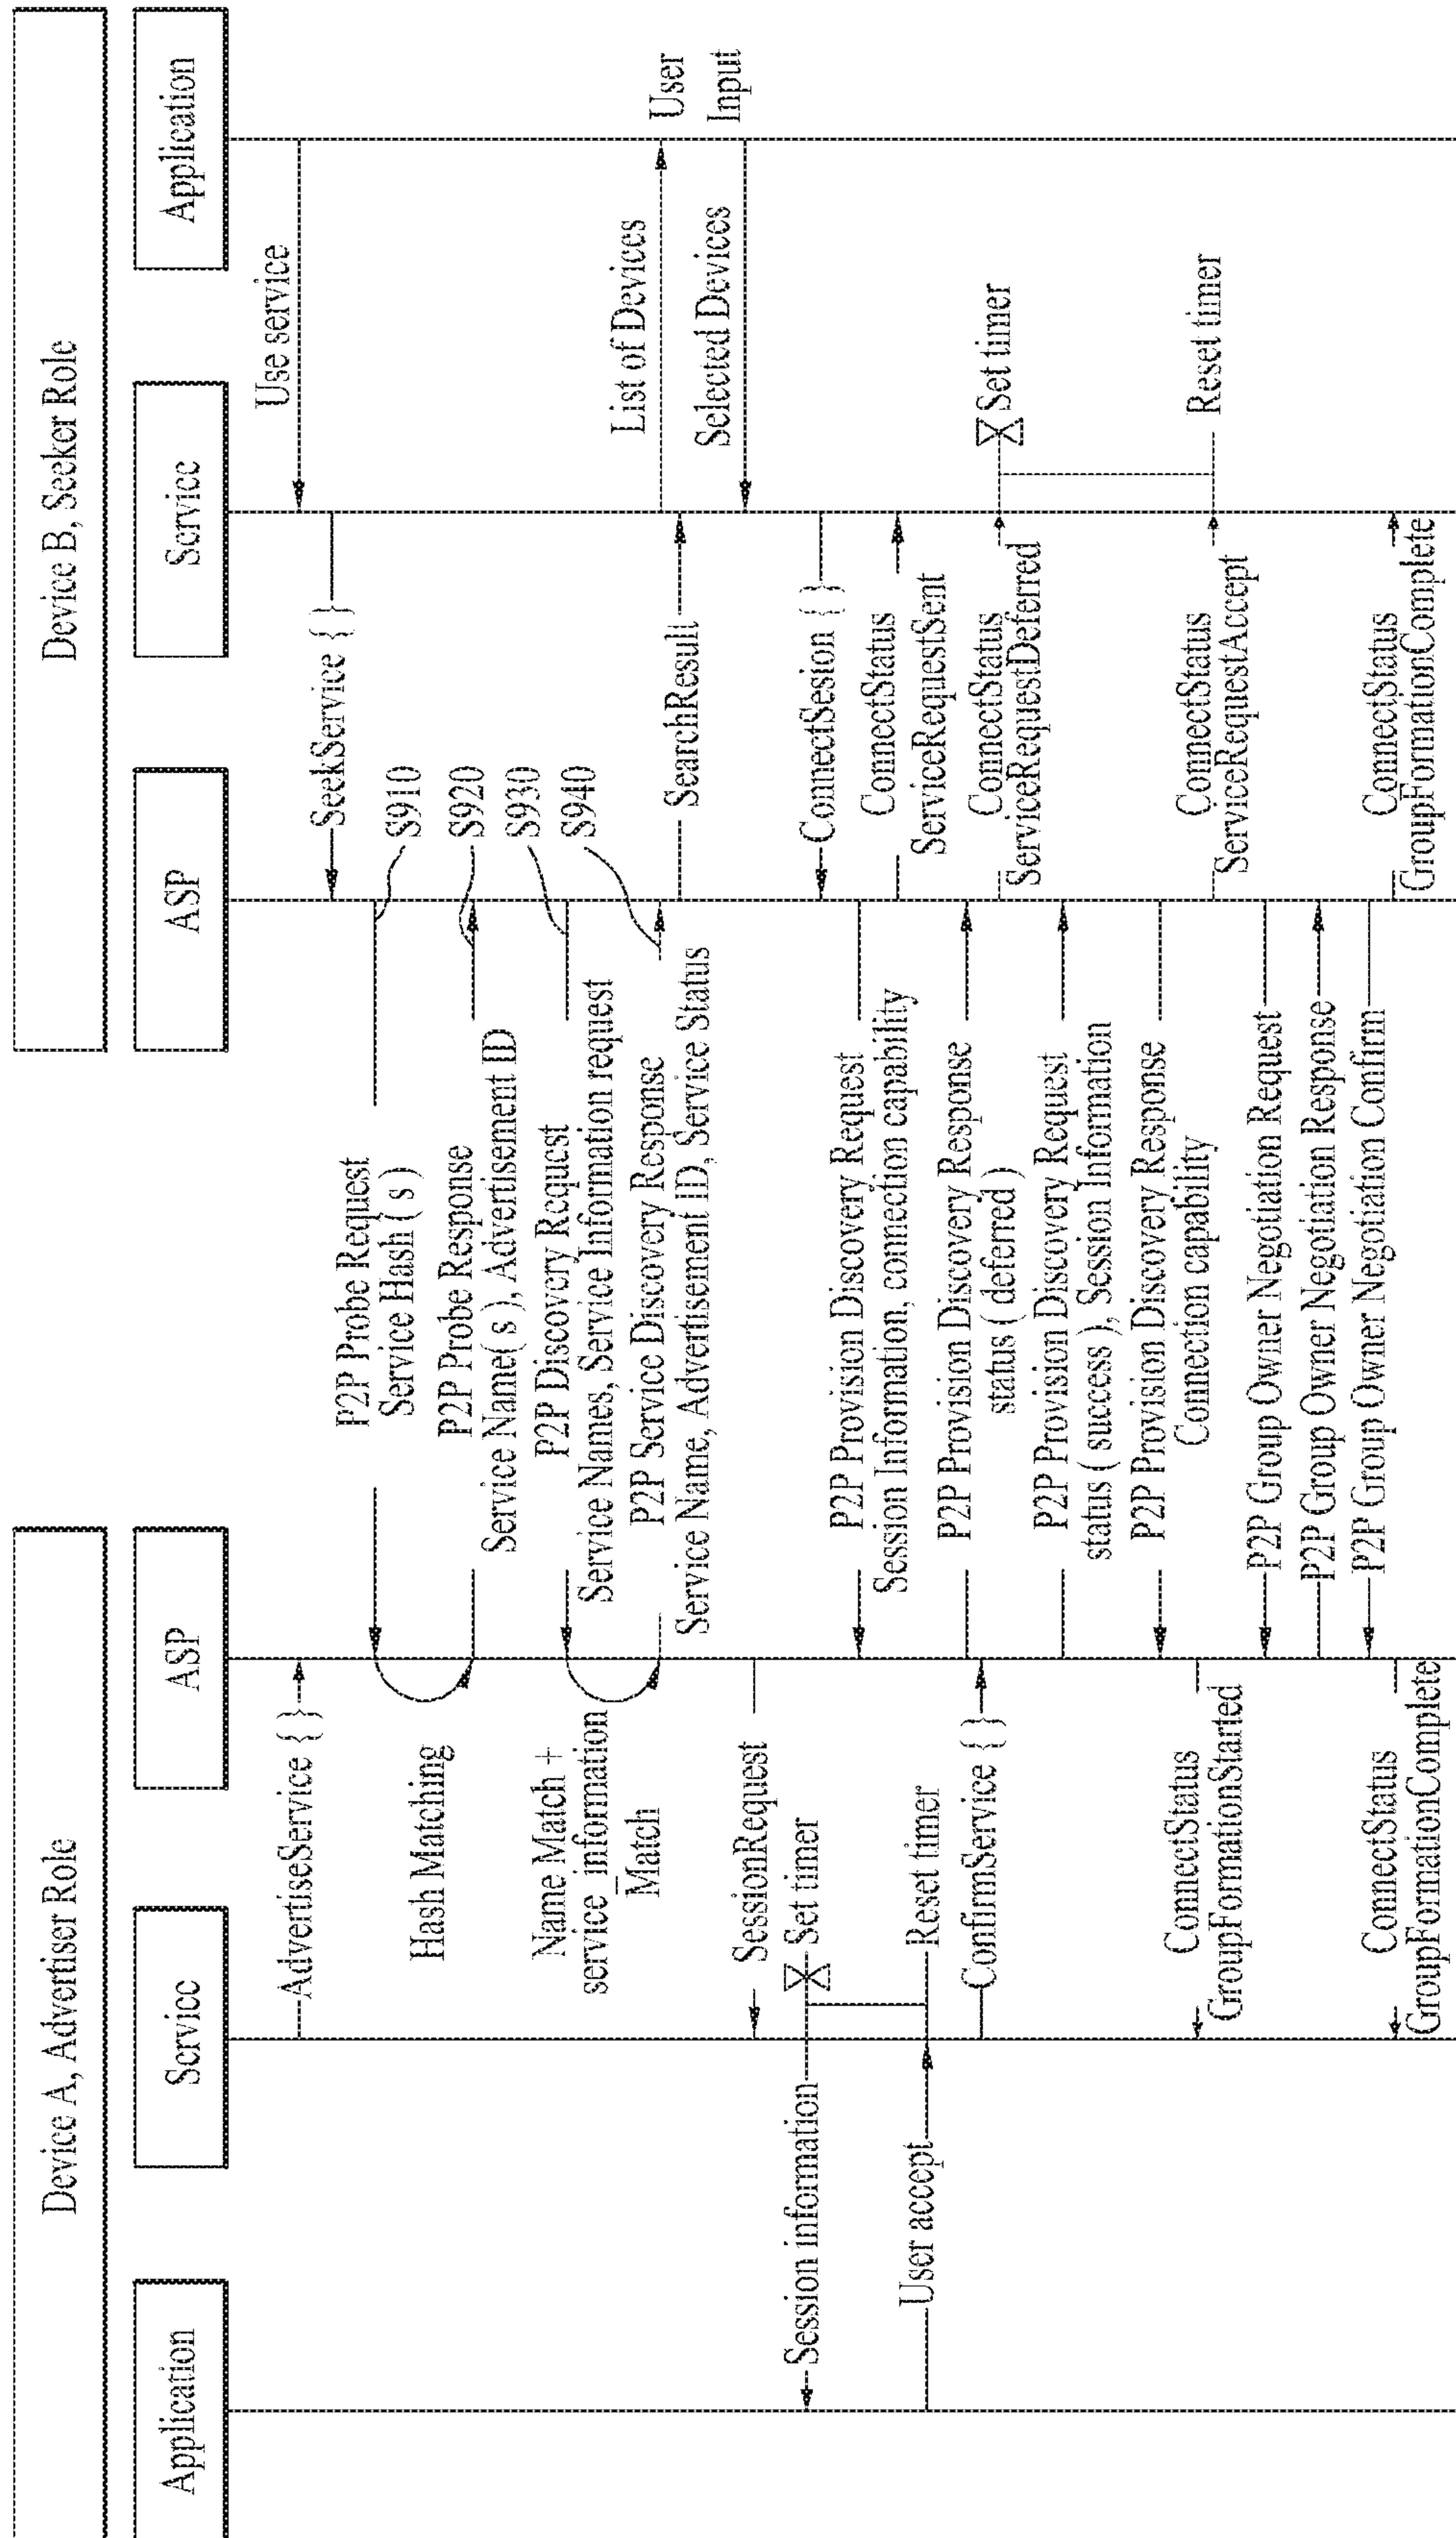 Device A, Advertiser Role
Device B, Seeker Role
Application
Service
ASP
ASP
Service
Application
AdvertiseService { }
Use service
SeekService { }
P2P Probe Request
Service Hash ( s )
S910
Hash Matching
P2P Probe Response
Service Name( s ), Advertisement ID
S920
P2P Discovery Request
Service Names, Service Information request
S930
Name Match +
service_information
_Match
P2P Service Discovery Response
Service Name, Advertisement ID, Service Status
S940
SearchResult
List of Devices
User
Input
Selected Devices
SessionRequest
Session information
Set timer
ConnectSesion { }
P2P Provision Discovery Request
Session Information, connection capability
ConnectStatus
ServiceRequestSent
User accept
Reset timer
P2P Provision Discovery Response
status ( deferred )
ConfirmService { }
ConnectStatus
ServiceRequestDeferred
Set timer
P2P Provision Discovery Request
status ( success ), Session Information
P2P Provision Discovery Response
Connection capability
ConnectStatus
GroupFormationStarted
ConnectStatus
ServiceRequestAccept
Reset timer
P2P Group Owner Negotiation Request
P2P Group Owner Negotiation Response
P2P Group Owner Negotiation Confirm
ConnectStatus
GroupFormationComplete
ConnectStatus
GroupFormationComplete